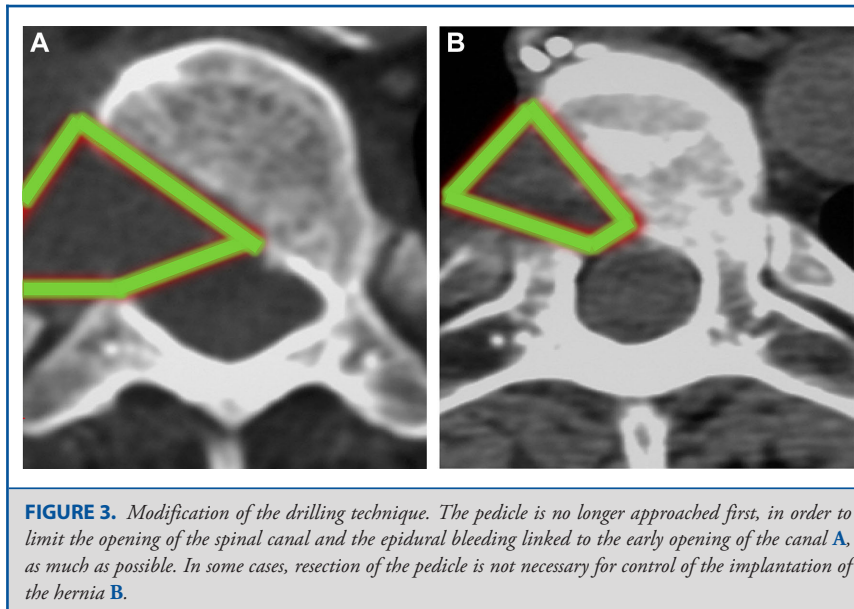 A
B
FIGURE 3. Modification of the drilling technique. The pedicle is no longer approached first, in order to
limit the opening of the spinal canal and the epidural bleeding linked to the early opening of the canal A,
as much as possible. In some cases, resection of the pedicle is not necessary for control of the implantation of
the hernia B.